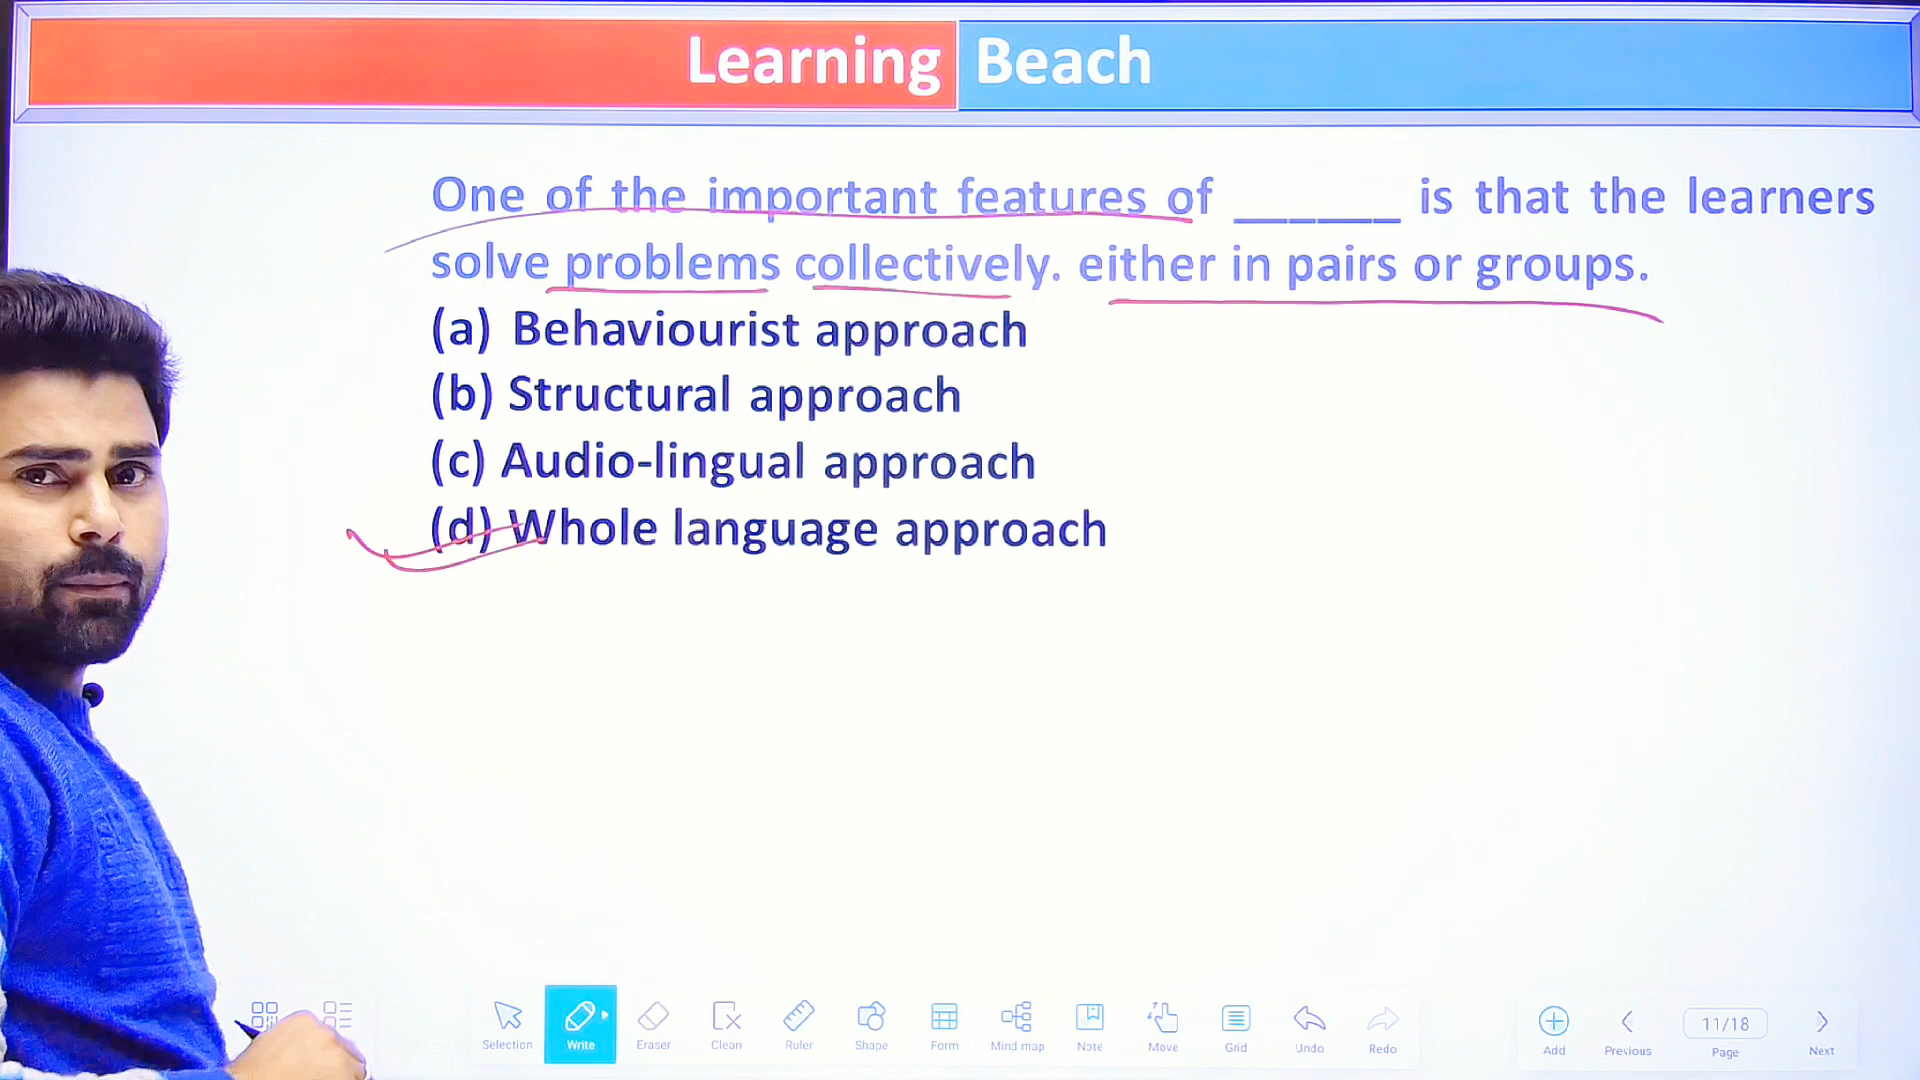 Learning Beach
One of the important features of ______ is that the learners
solve problems collectively. either in pairs or groups.
(a) Behaviourist approach
(b) Structural approach
(c) Audio-lingual approach
(d) Whole language approach
Selection Write Eraser Clean Ruler Shape Form Mind map Note Move Grid Undo Redo Add Previous 11/18 Page Next